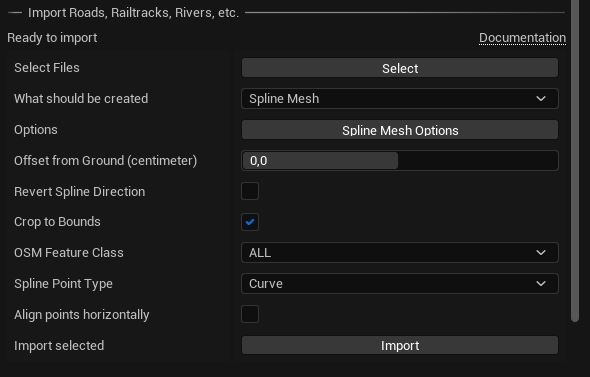 Import Roads, Railtracks, Rivers, etc.
Ready to import Documentation
Select Files Select
What should be created Spline Mesh
Options Spline Mesh Options
Offset from Ground (centimeter) 0,0
Revert Spline Direction
Crop to Bounds
OSM Feature Class ALL
Spline Point Type Curve
Align points horizontally
Import selected Import